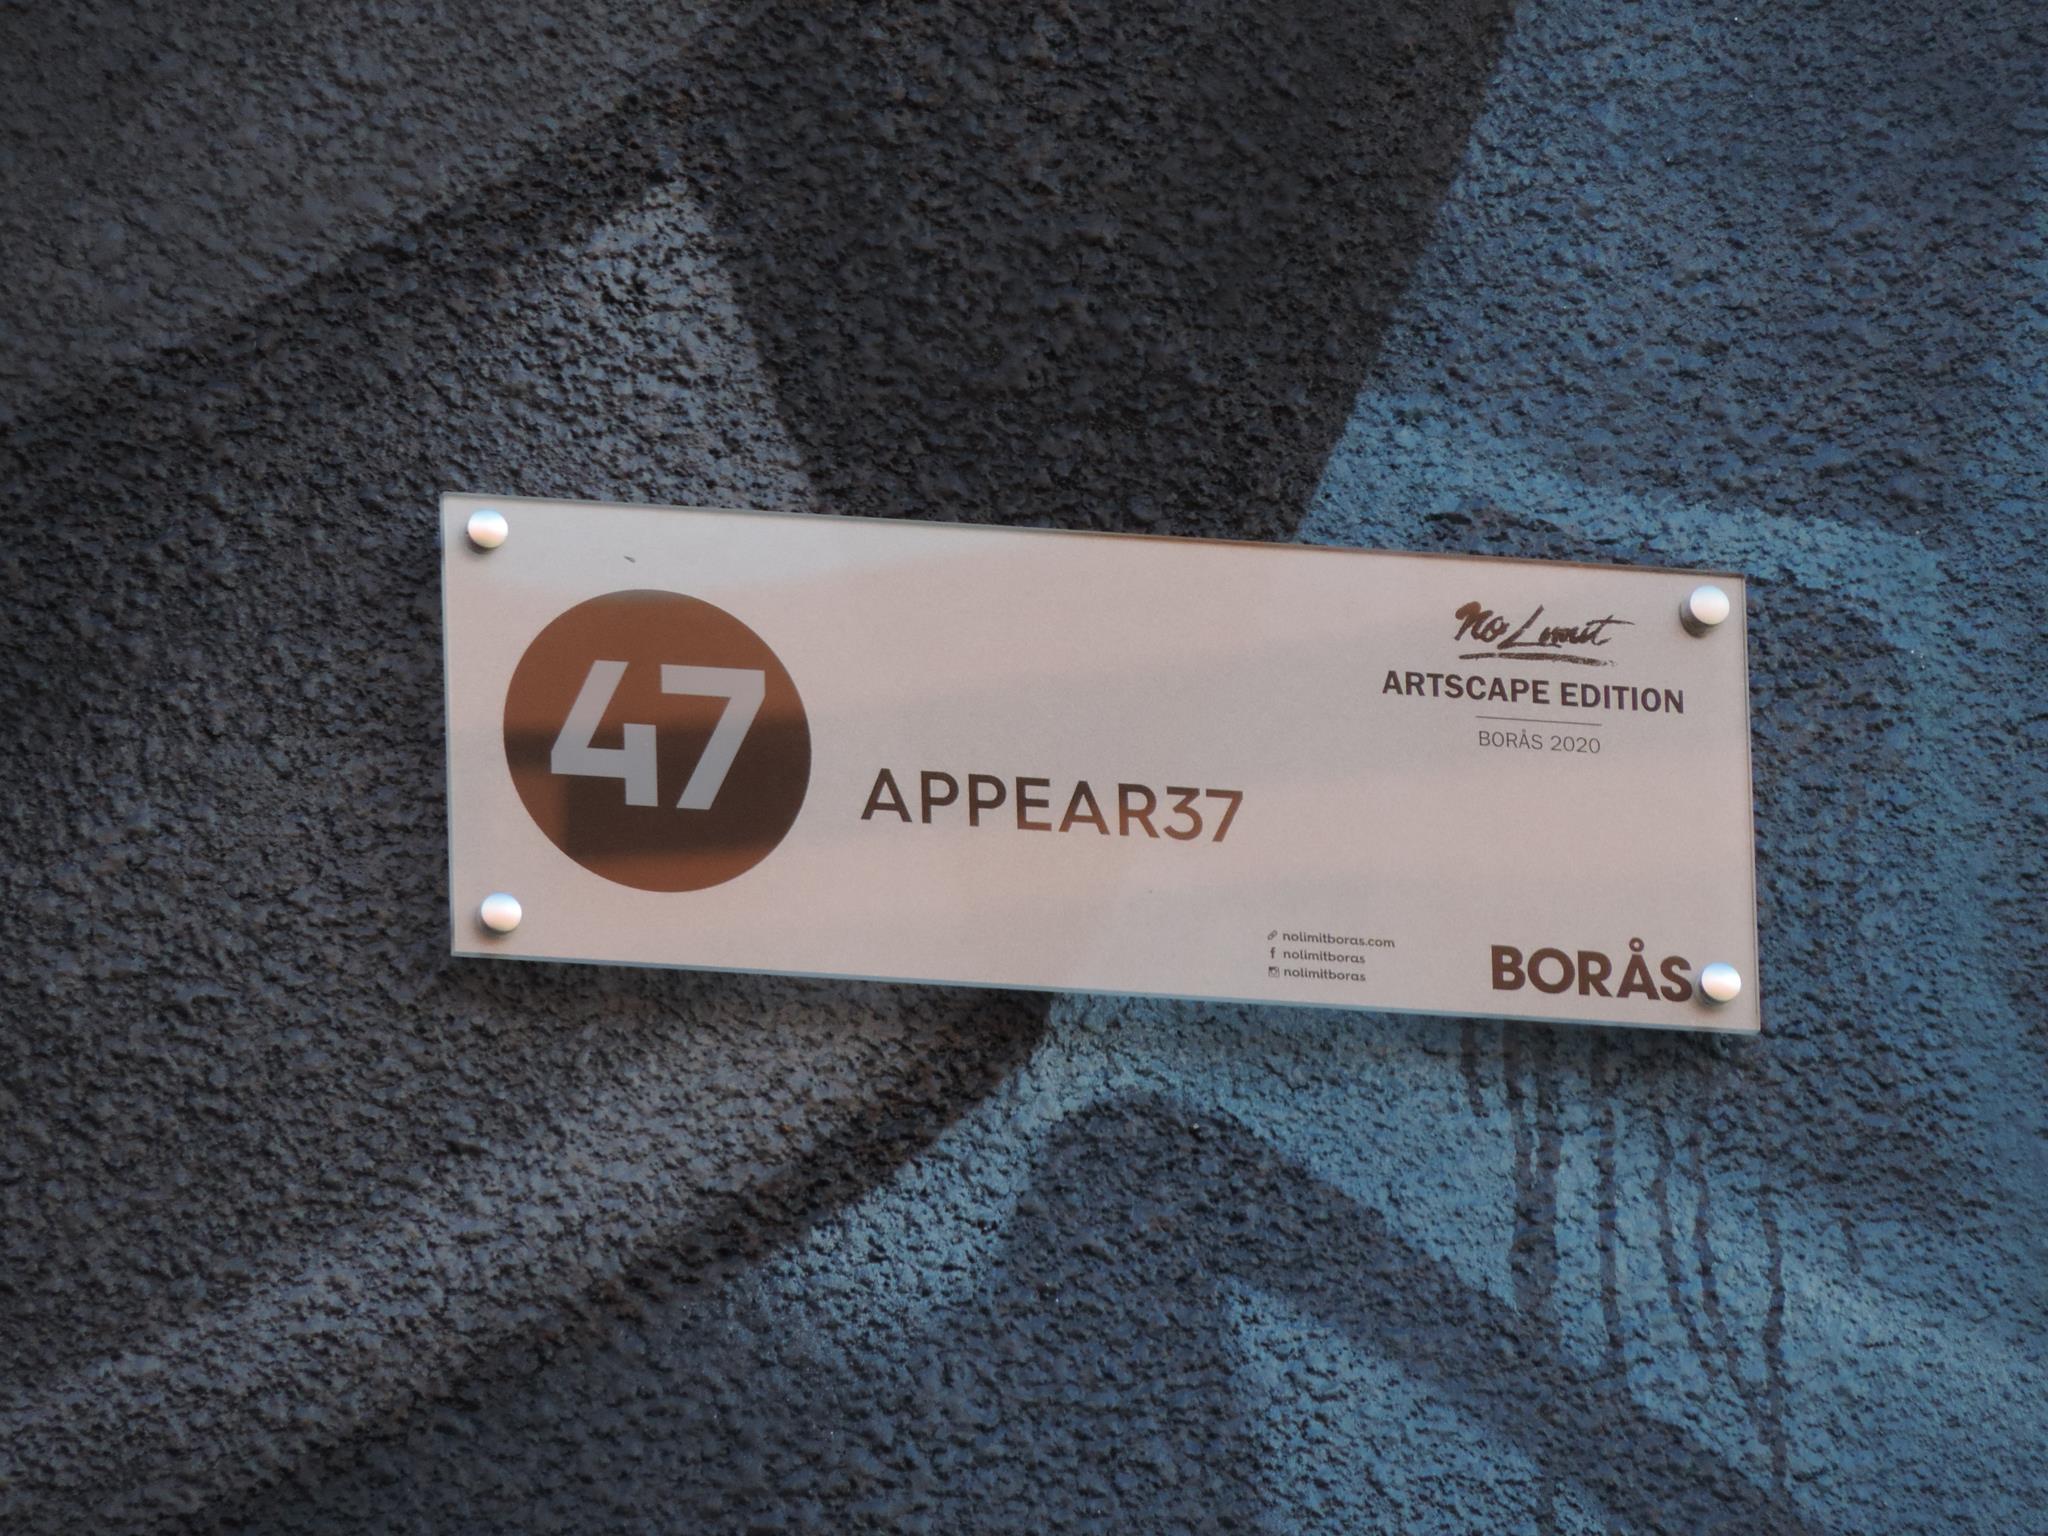 47
APPEAR37
No Limit
ARTSCAPE EDITION
BORÅS 2020
nolimitboras.com
nolimitboras
nolimitboras
BORÅS